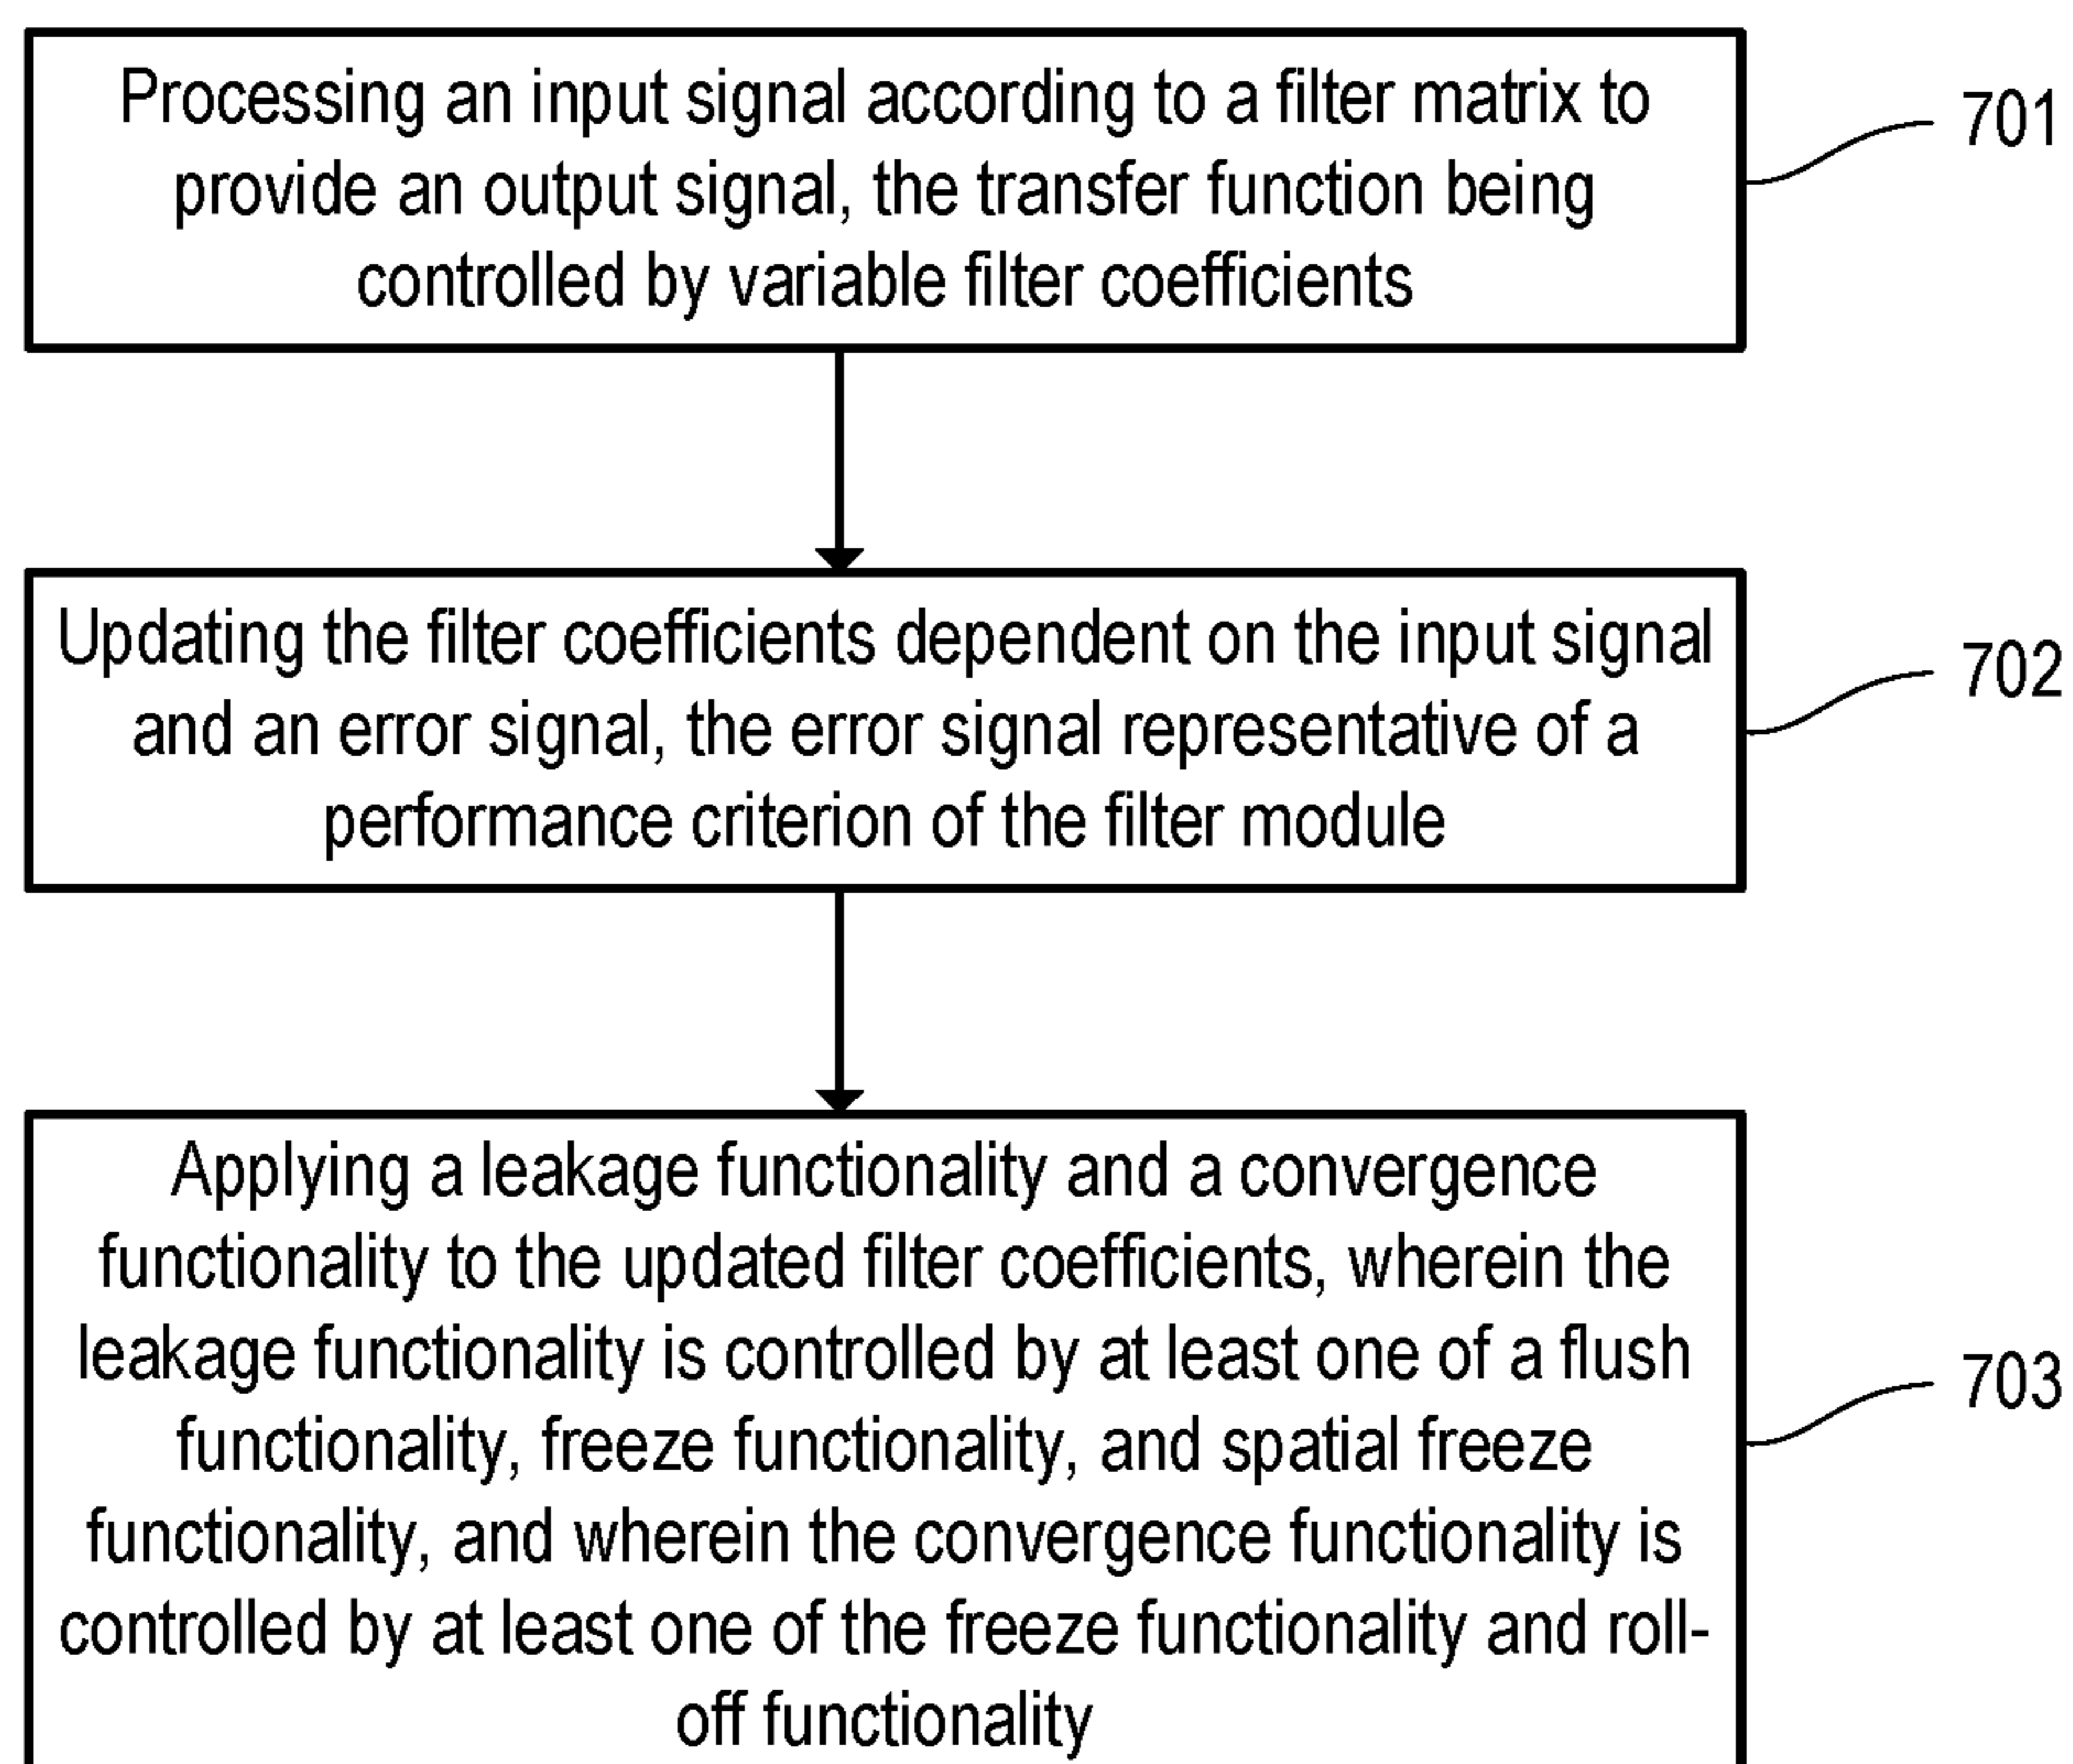 Processing an input signal according to a filter matrix to
provide an output signal, the transfer function being
controlled by variable filter coefficients
701
Updating the filter coefficients dependent on the input signal
and an error signal, the error signal representative of a
performance criterion of the filter module
702
Applying a leakage functionality and a convergence
functionality to the updated filter coefficients, wherein the
leakage functionality is controlled by at least one of a flush
functionality, freeze functionality, and spatial freeze
functionality, and wherein the convergence functionality is
controlled by at least one of the freeze functionality and roll-
off functionality
703